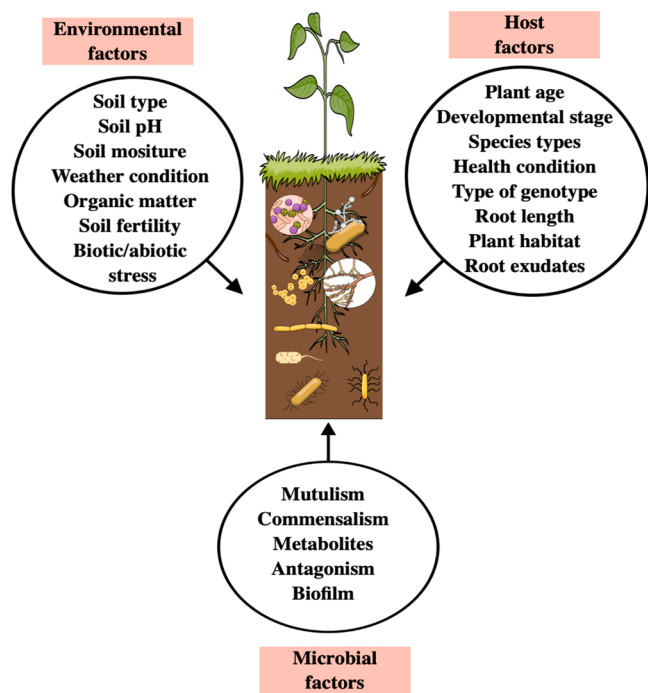 Environmental
factors
Soil type
Soil pH
Soil mositure
Weather condition
Organic matter
Soil fertility
Biotic/abiotic
stress
Host
factors
Plant age
Developmental stage
Species types
Health condition
Type of genotype
Root length
Plant habitat
Root exudates
Mutulism
Commensalism
Metabolites
Antagonism
Biofilm
Microbial
factors